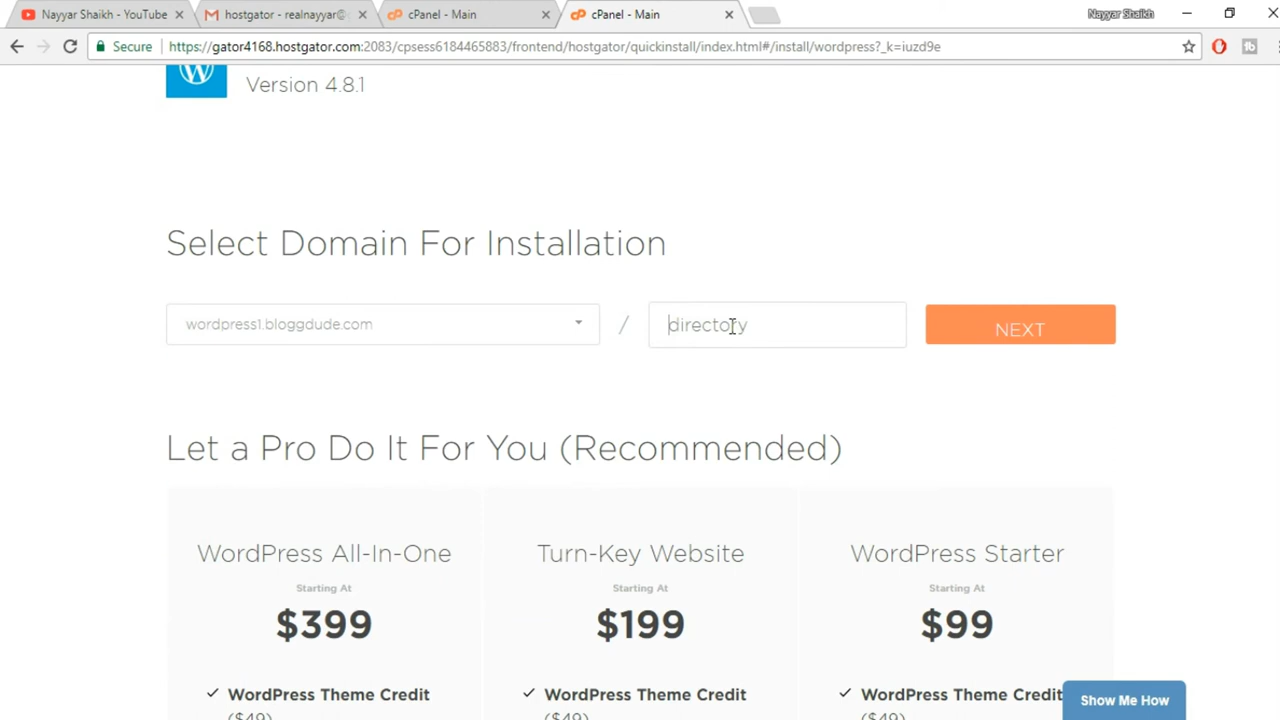 Nayyar Shaikh - YouTube
hostgator - realnayyar@
cPanel - Main
cPanel - Main
Nayyar Shaikh
Secure
https://gator4168.hostgator.com:2083/cpsess6184465883/frontend/hostgator/quickinstall/index.html#/install/wordpress?_k=iuzd9e
Version 4.8.1
Select Domain For Installation
wordpress1.bloggdude.com / directory NEXT
Let a Pro Do It For You (Recommended)
WordPress All-In-One
Starting At
$399
WordPress Theme Credit
($49)
Turn-Key Website
Starting At
$199
WordPress Theme Credit
($49)
WordPress Starter
Starting At
$99
WordPress Theme Credit
($49)
Show Me How